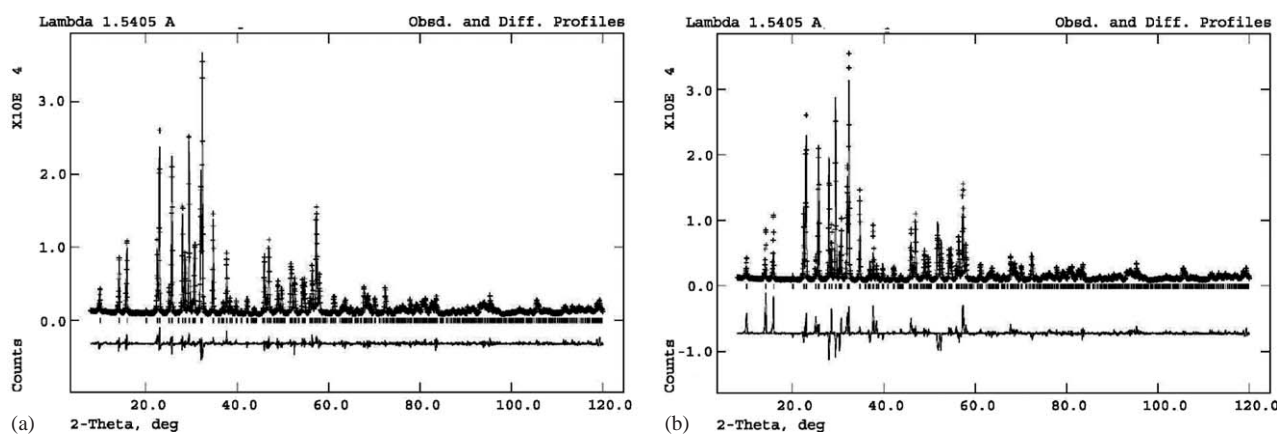 Lambda 1.5405 A Obsd. and Diff. Profiles
X10E 4
3.0
2.0
1.0
0.0
Counts
20.0 40.0 60.0 80.0 100.0 120.0
(a) 2-Theta, deg
Lambda 1.5405 A Obsd. and Diff. Profiles
X10E 4
3.0
2.0
1.0
0.0
-1.0
Counts
20.0 40.0 60.0 80.0 100.0 120.0
(b) 2-Theta, deg